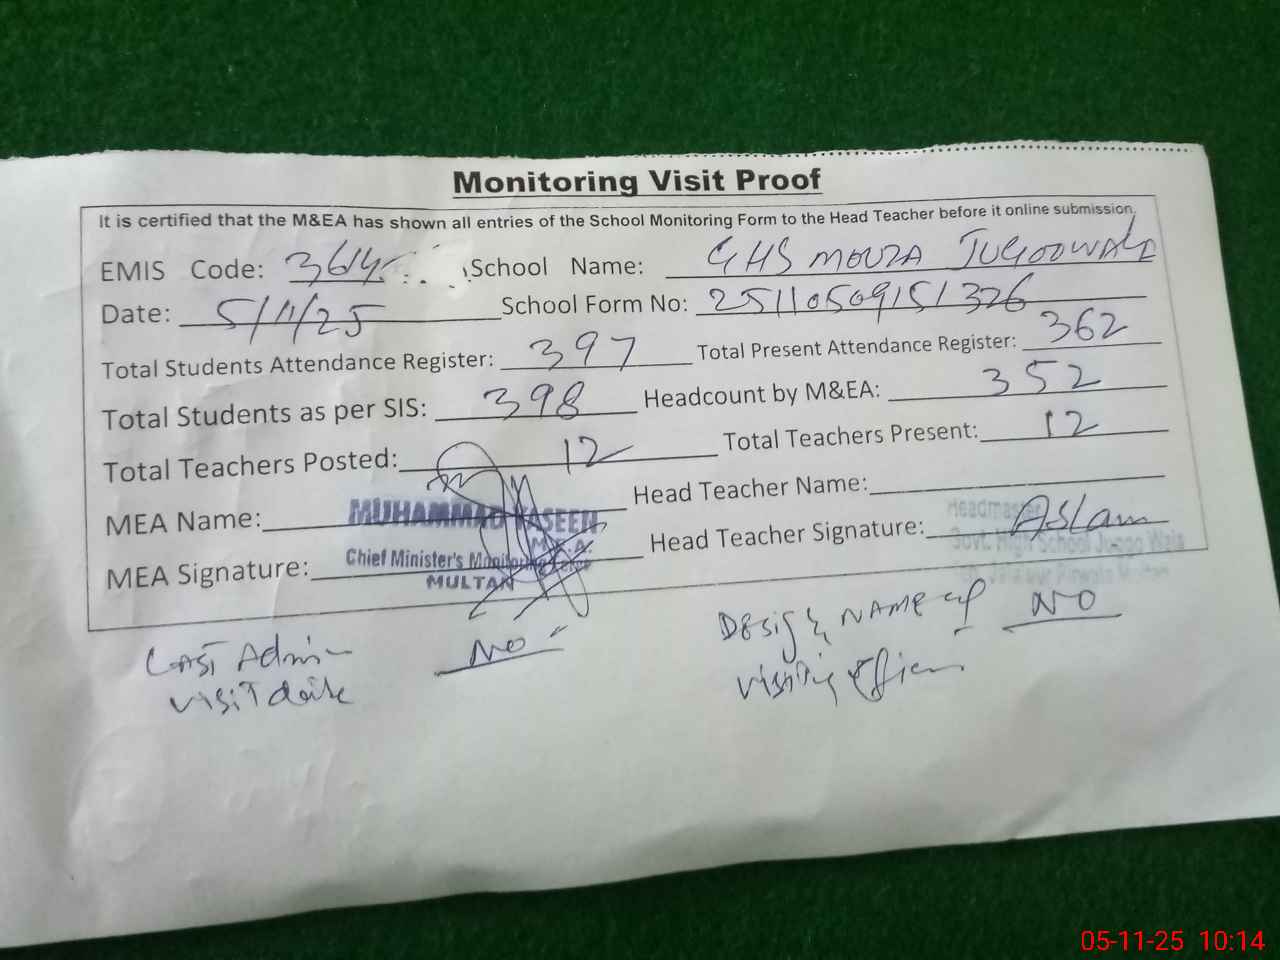 Monitoring Visit Proof
It is certified that the M&EA has shown all entries of the School Monitoring Form to the Head Teacher before it online submission.
EMIS Code: 3614 School Name: GHS MOUZA JUGOOWALA
Date: 5/11/25 School Form No: 25110509151326
Total Students Attendance Register: 397 Total Present Attendance Register: 362
Total Students as per SIS: 398 Headcount by M&EA: 352
Total Teachers Posted: 12 Total Teachers Present: 12
MEA Name: MUHAMMAD YASEEN Head Teacher Name:
M.E.A. Head Teacher Signature: Aslam
Headmaster
Govt. High School
MEA Signature: Chief Minister's Monitoring
MULTAN
Last Admin NO Desig & NAME of NO
visit date visiting officer
05-11-25 10:14